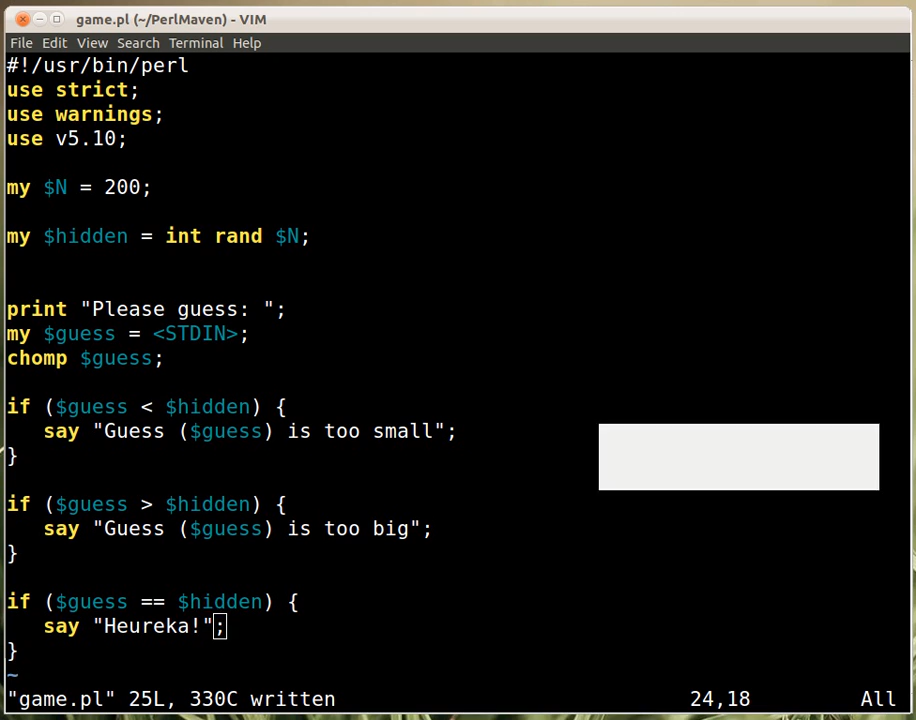 game.pl (~/PerlMaven) - VIM
File Edit View Search Terminal Help
#!/usr/bin/perl
use strict;
use warnings;
use v5.10;
my $N = 200;
my $hidden = int rand $N;
print "Please guess: ";
my $guess = <STDIN>;
chomp $guess;
if ($guess < $hidden) {
   say "Guess ($guess) is too small";
}
if ($guess > $hidden) {
   say "Guess ($guess) is too big";
}
if ($guess == $hidden) {
   say "Heureka!";
}
~
"game.pl" 25L, 330C written 24,18 All